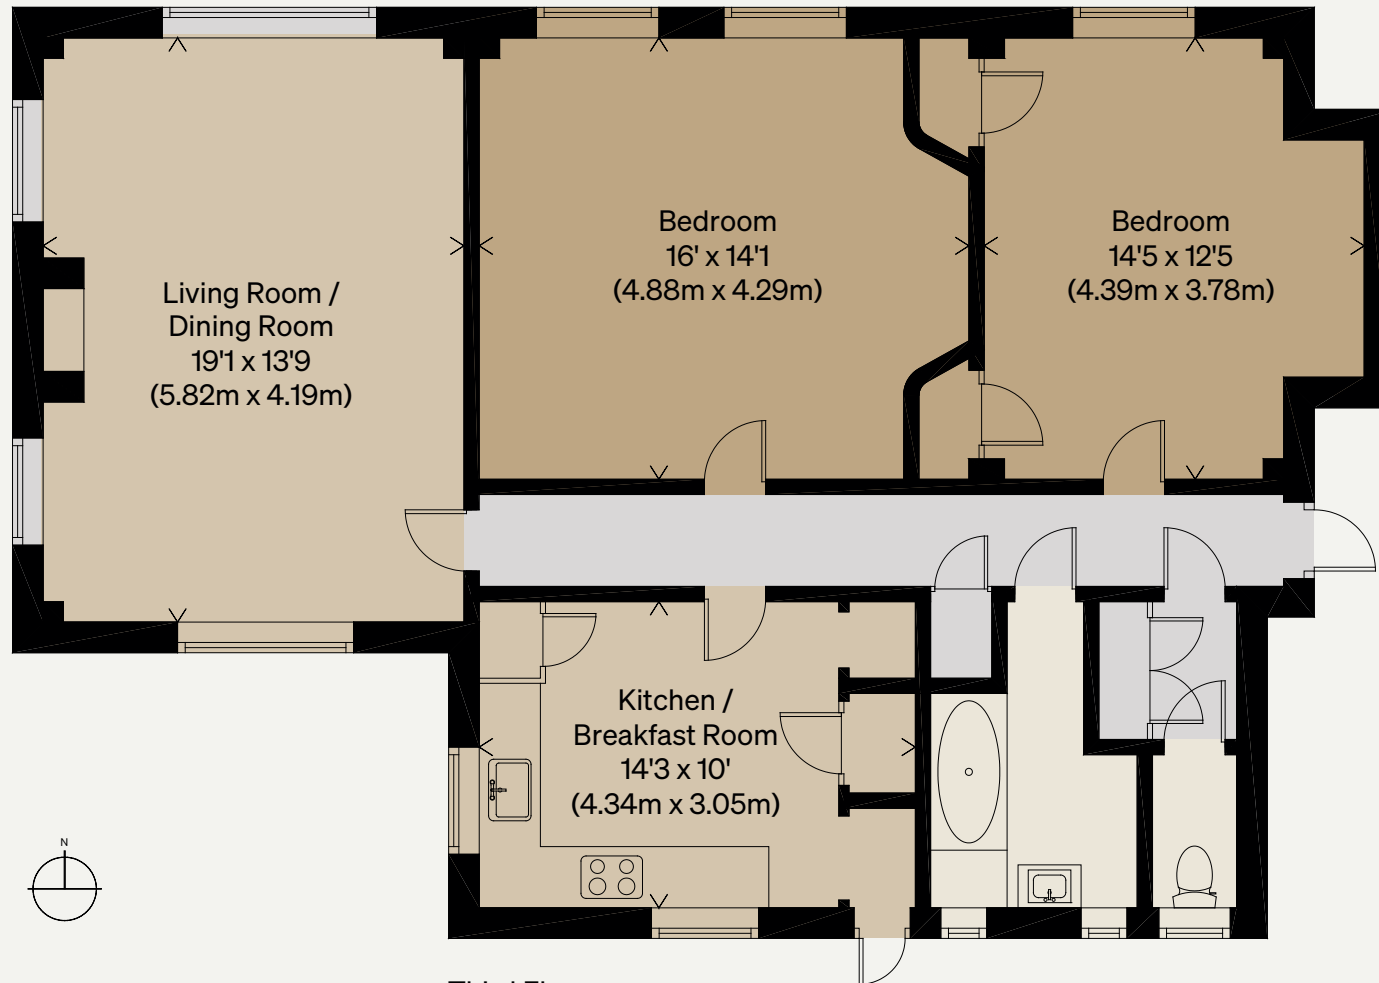 Living Room /
Dining Room
19'1 x 13'9
(5.82m x 4.19m)
Bedroom
16' x 14'1
(4.88m x 4.29m)
Bedroom
14'5 x 12'5
(4.39m x 3.78m)
Kitchen /
Breakfast Room
14'3 x 10'
(4.34m x 3.05m)
N